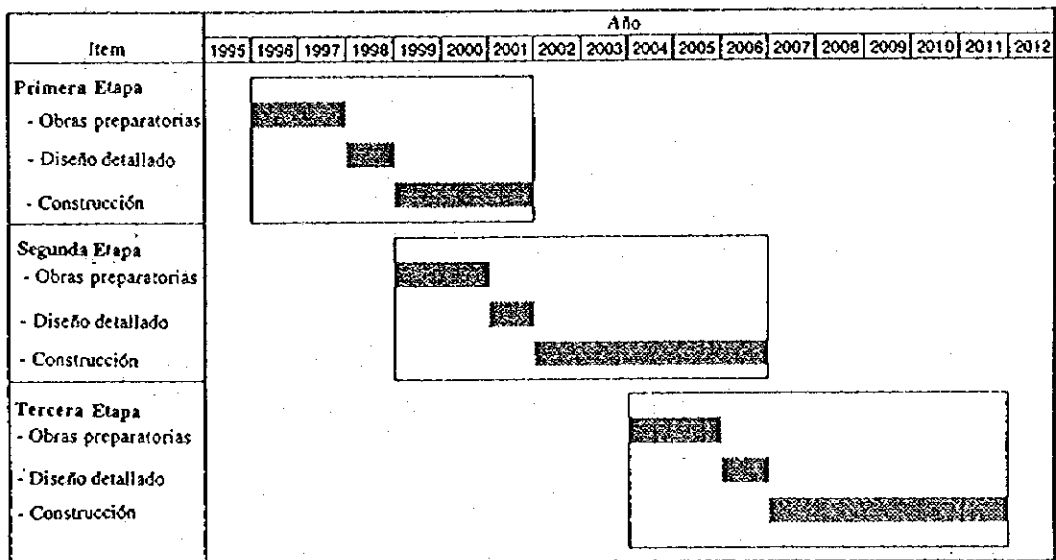 Año
Item
1995 1996 1997 1998 1999 2000 2001 2002 2003 2004 2005 2006 2007 2008 2009 2010 2011 2012
Primera Etapa
- Obras preparatorias
- Diseño detallado
- Construcción
Segunda Etapa
- Obras preparatorias
- Diseño detallado
- Construcción
Tercera Etapa
- Obras preparatorias
- Diseño detallado
- Construcción